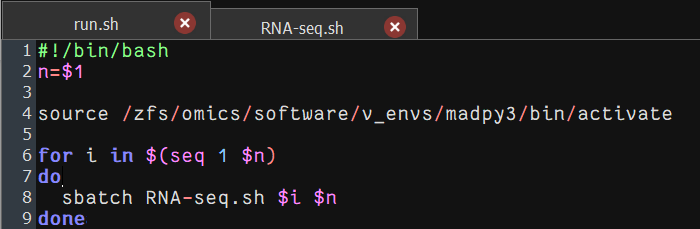 run.sh
RNA-seq.sh
1 #!/bin/bash
2 n=$1
3
4 source /zfs/omics/software/v_envs/madpy3/bin/activate
5
6 for i in $(seq 1 $n)
7 do
8   sbatch RNA-seq.sh $i $n
9 done